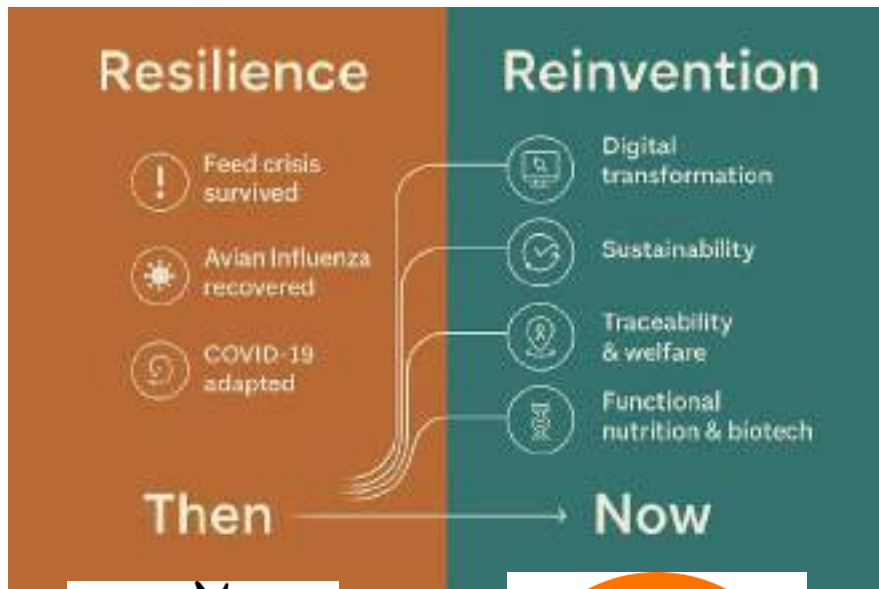 Resilience
Feed crisis
survived
Avian Influenza
recovered
COVID-19
adapted
Then
Reinvention
Digital
transformation
Sustainability
Traceability
& welfare
Functional
nutrition & biotech
Now